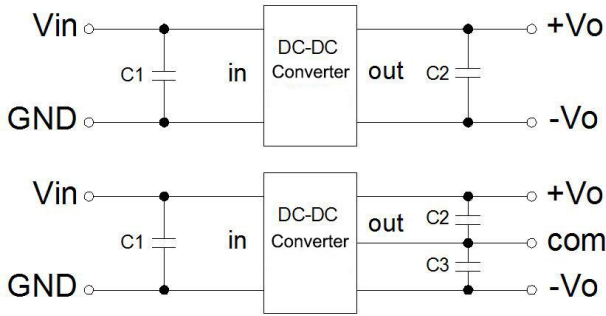 Vin
+Vo
DC-DC
Converter
C1
in
out
C2
GND
-Vo
Vin
+Vo
DC-DC
Converter
out
C2
C1
in
com
C3
GND
-Vo